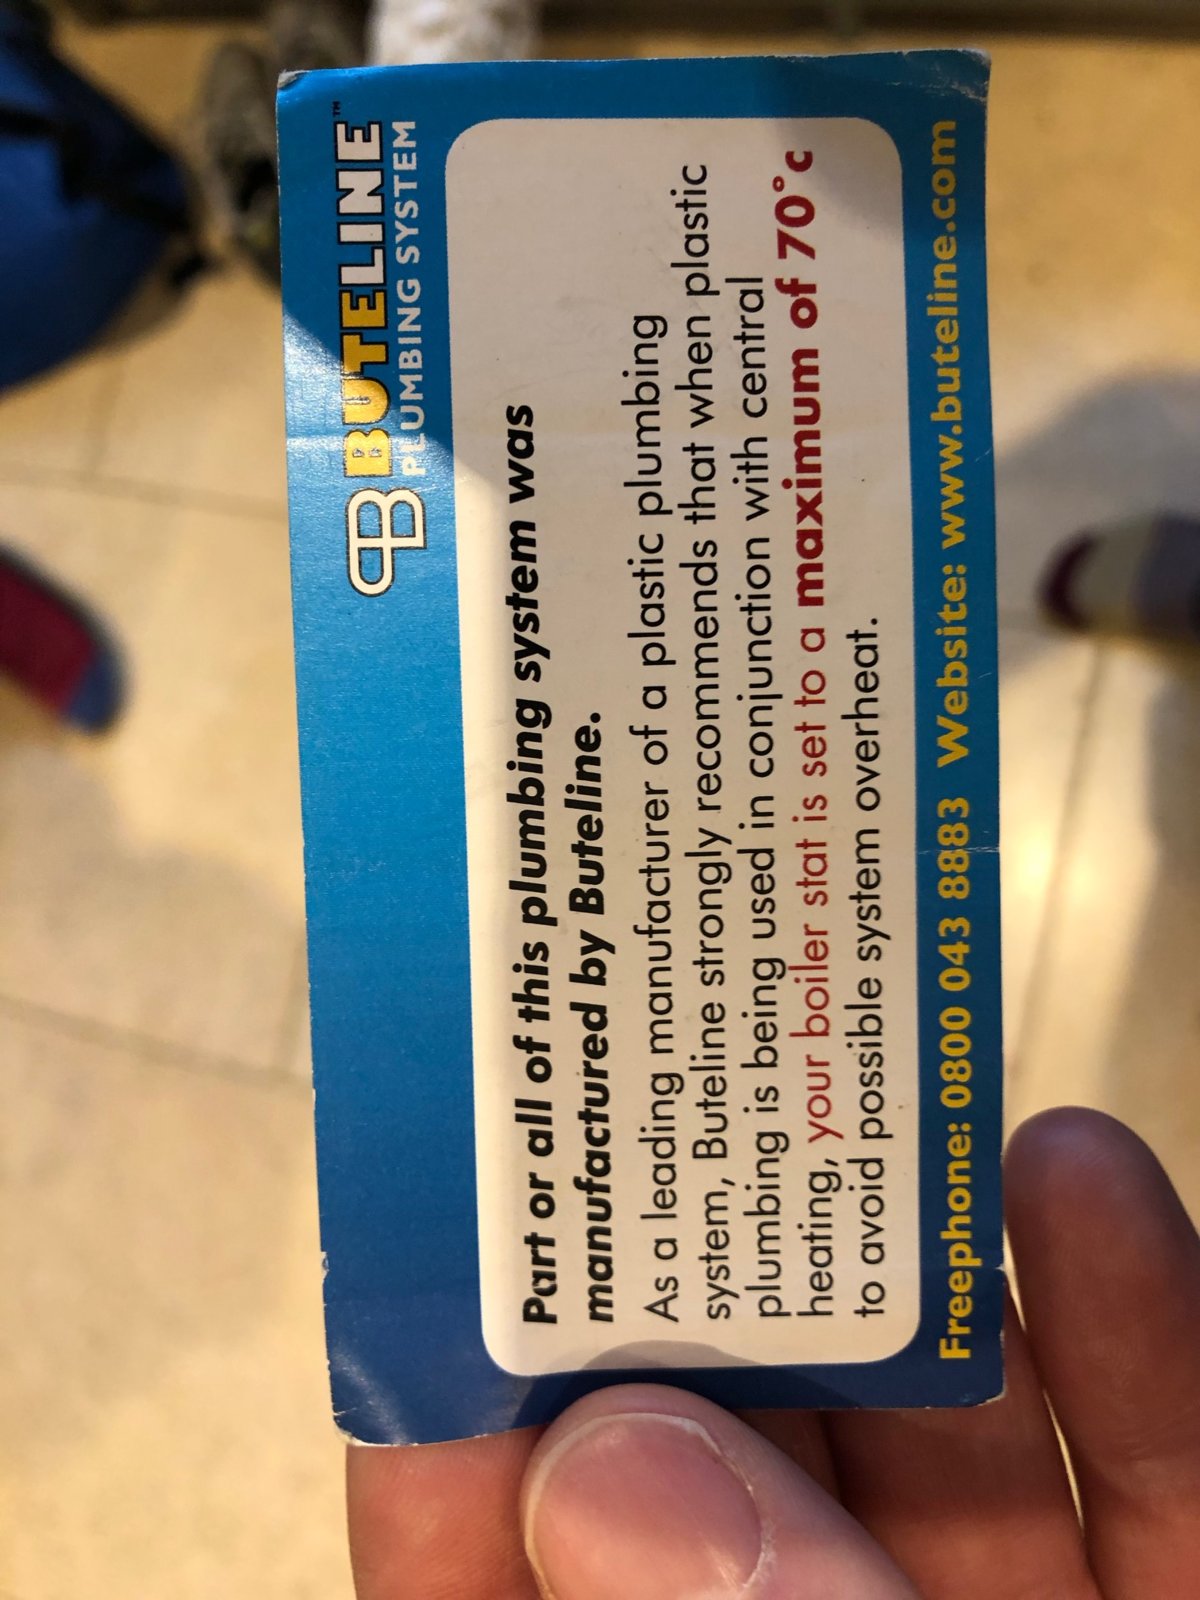 BUTELINE™
PLUMBING SYSTEM
Part or all of this plumbing system was
manufactured by Buteline.
As a leading manufacturer of a plastic plumbing
system, Buteline strongly recommends that when plastic
plumbing is being used in conjunction with central
heating, your boiler stat is set to a maximum of 70°c
to avoid possible system overheat.
Freephone: 0800 043 8883 Website: www.buteline.com